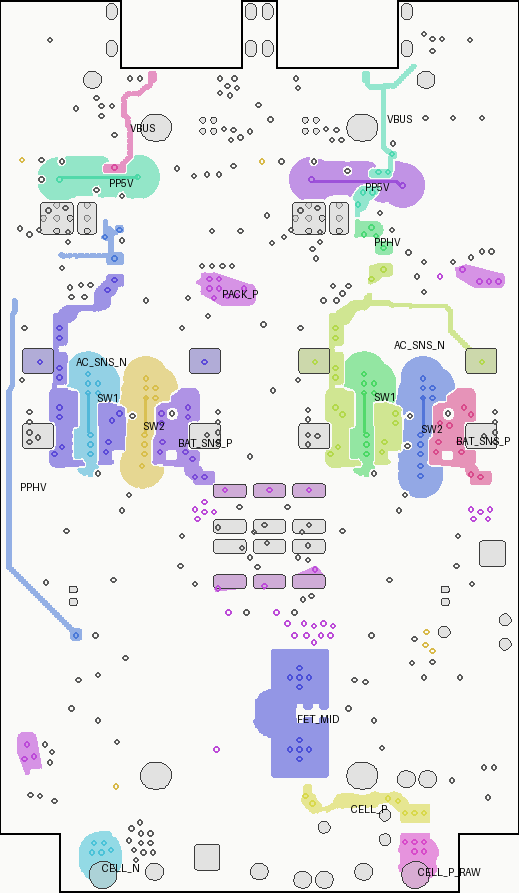 VBUS
VBUS
PP5V
PP5V
PPHV
PACK_P
AC_SNS_N
AC_SNS_N
SW1
SW1
SW2
SW2
BAT_SNS_P
BAT_SNS_P
PPHV
FET_MID
CELL_P
CELL_N
CELL_P_RAW